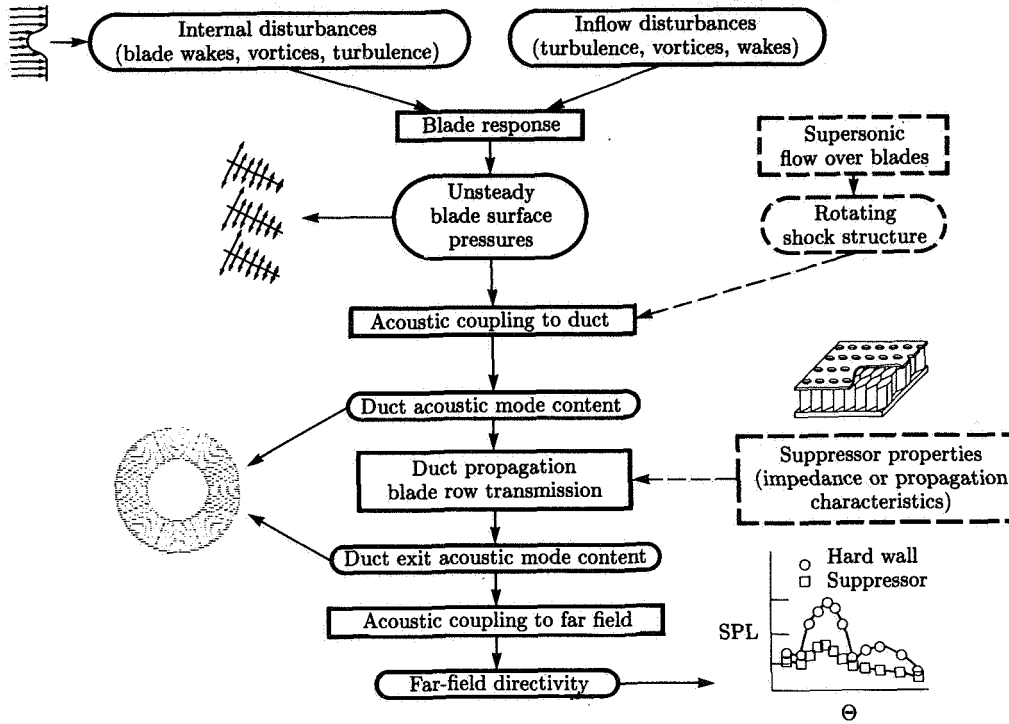 Internal disturbances
(blade wakes, vortices, turbulence)
Inflow disturbances
(turbulence, vortices, wakes)
Blade response
Supersonic
flow over blades
Unsteady
blade surface
pressures
Rotating
shock structure
Acoustic coupling to duct
Duct acoustic mode content
Duct propagation
blade row transmission
Suppressor properties
(impedance or propagation
characteristics)
Duct exit acoustic mode content
Hard wall
Suppressor
Acoustic coupling to far field
SPL
Far-field directivity
Θ